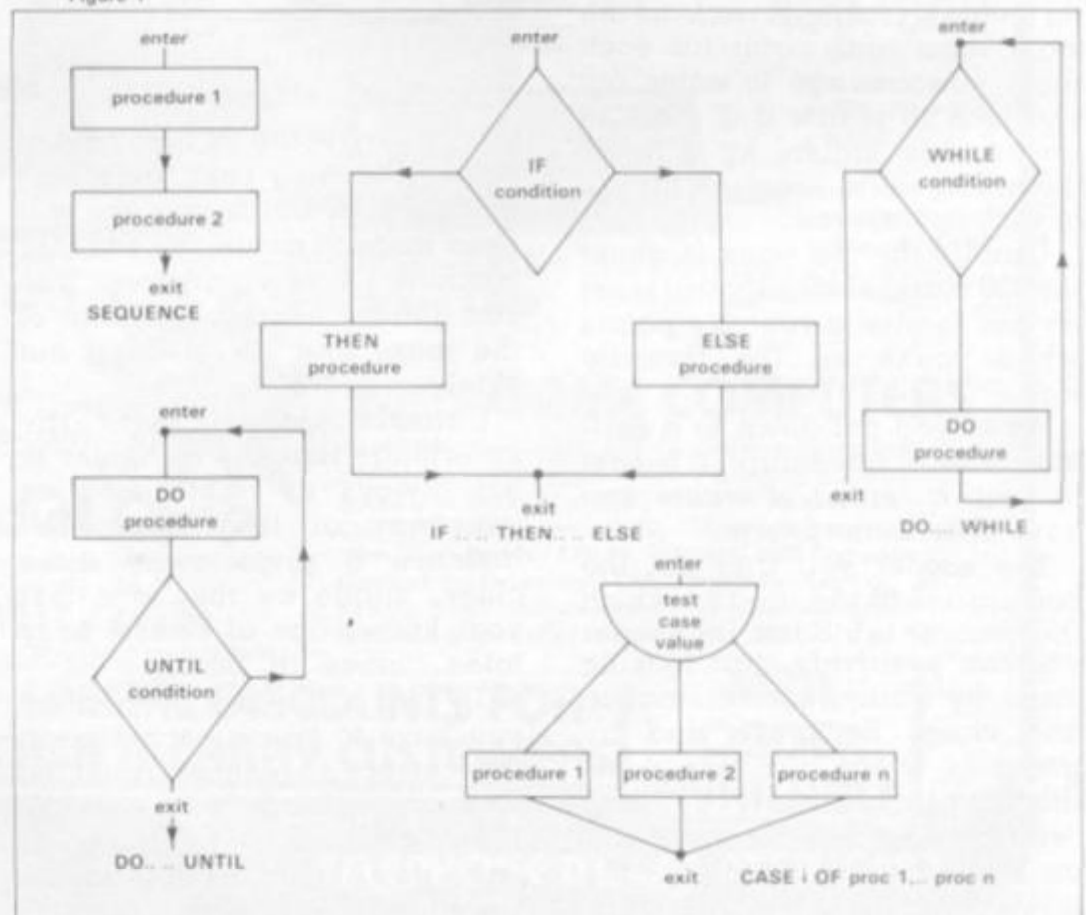 enter
procedure 1
procedure 2
exit
SEQUENCE
enter
IF
condition
THEN
procedure
ELSE
procedure
exit
IF.... THEN.... ELSE
enter
WHILE
condition
DO
procedure
exit
DO.... WHILE
enter
DO
procedure
UNTIL
condition
exit
DO.. .. UNTIL
enter
test
case
value
procedure 1
procedure 2
procedure n
exit
CASE i OF proc 1,.. proc n